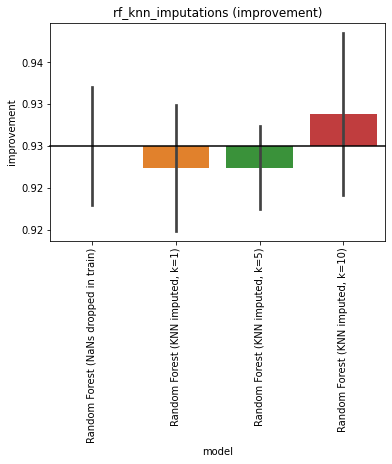 rf_knn_imputations (improvement)
improvement
0.94
0.93
0.93
0.92
0.92
Random Forest (NaNs dropped in train)
Random Forest (KNN imputed, k=1)
Random Forest (KNN imputed, k=5)
Random Forest (KNN imputed, k=10)
model